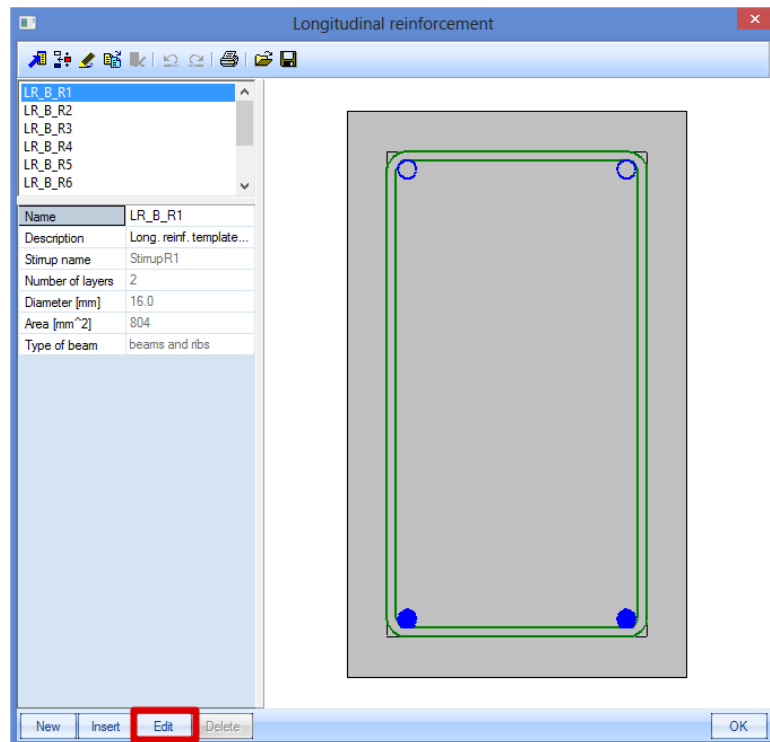 Longitudinal reinforcement
LR_B_R1
LR_B_R2
LR_B_R3
LR_B_R4
LR_B_R5
LR_B_R6
Name LR_B_R1
Description Long. reinf. template...
Stirrup name StirrupR1
Number of layers 2
Diameter [mm] 16.0
Area [mm^2] 804
Type of beam beams and ribs
New Insert Edit Delete OK